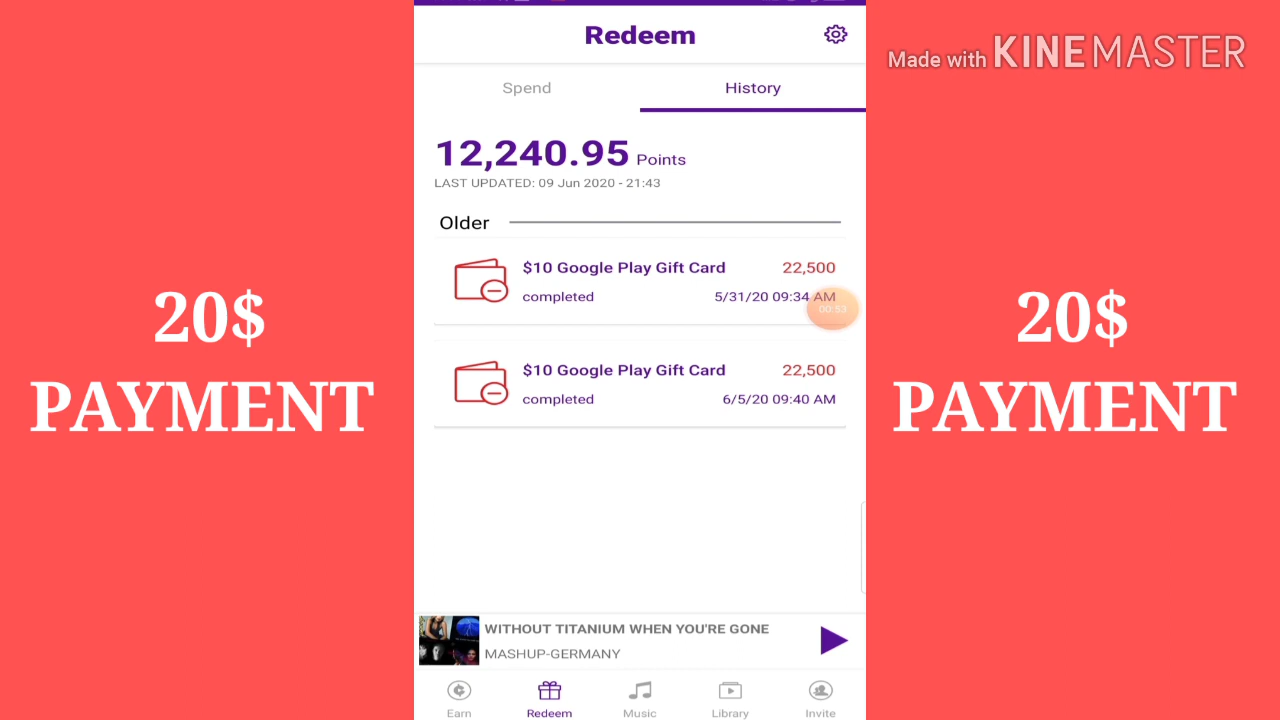 Redeem
Made with KINEMASTER
Spend
History
12,240.95 Points
LAST UPDATED: 09 Jun 2020 - 21:43
Older
$10 Google Play Gift Card
22,500
completed
5/31/20 09:34 AM
00:53
$10 Google Play Gift Card
22,500
completed
6/5/20 09:40 AM
20$
PAYMENT
20$
PAYMENT
WITHOUT TITANIUM WHEN YOU'RE GONE
MASHUP-GERMANY
Earn
Redeem
Music
Library
Invite